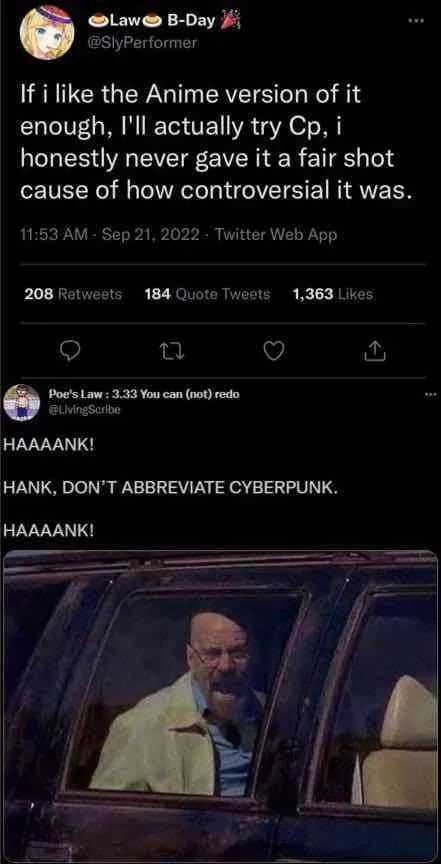 🍮Law🍮 B-Day 🎉
@SlyPerformer
If i like the Anime version of it
enough, I'll actually try Cp, i
honestly never gave it a fair shot
cause of how controversial it was.
11:53 AM · Sep 21, 2022 · Twitter Web App
208 Retweets 184 Quote Tweets 1,363 Likes
Poe's Law : 3.33 You can (not) redo
@LivingScribe
HAAAANK!
HANK, DON'T ABBREVIATE CYBERPUNK.
HAAAANK!